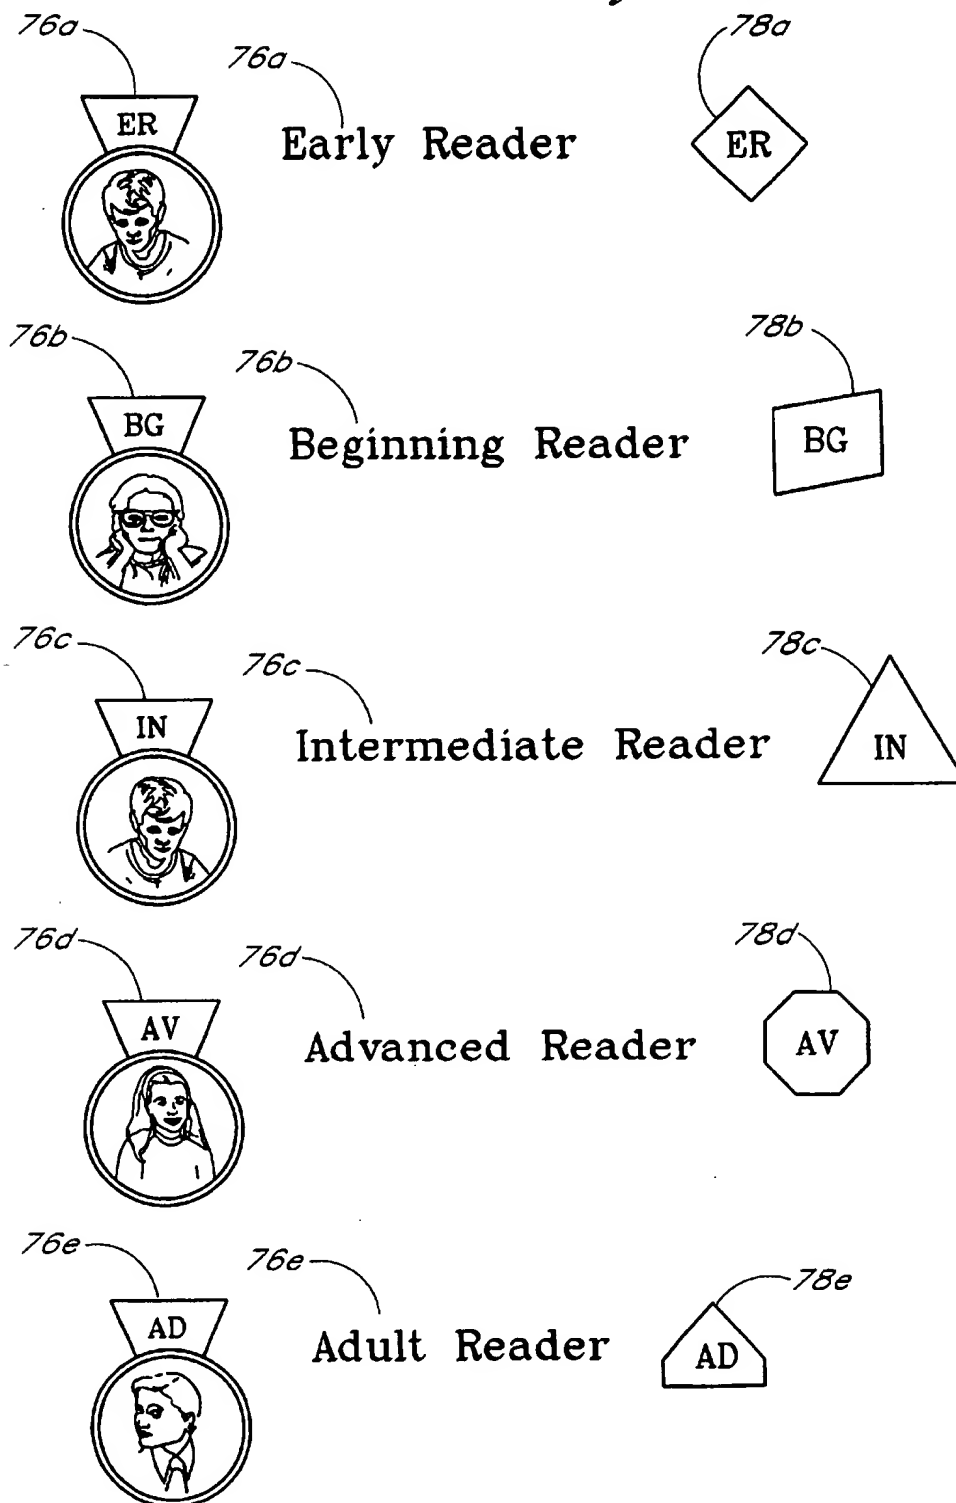 76a 76a 78a
ER Early Reader ER
76b 76b 78b
BG Beginning Reader BG
76c 76c 78c
IN Intermediate Reader IN
76d 76d 78d
AV Advanced Reader AV
76e 76e 78e
AD Adult Reader AD